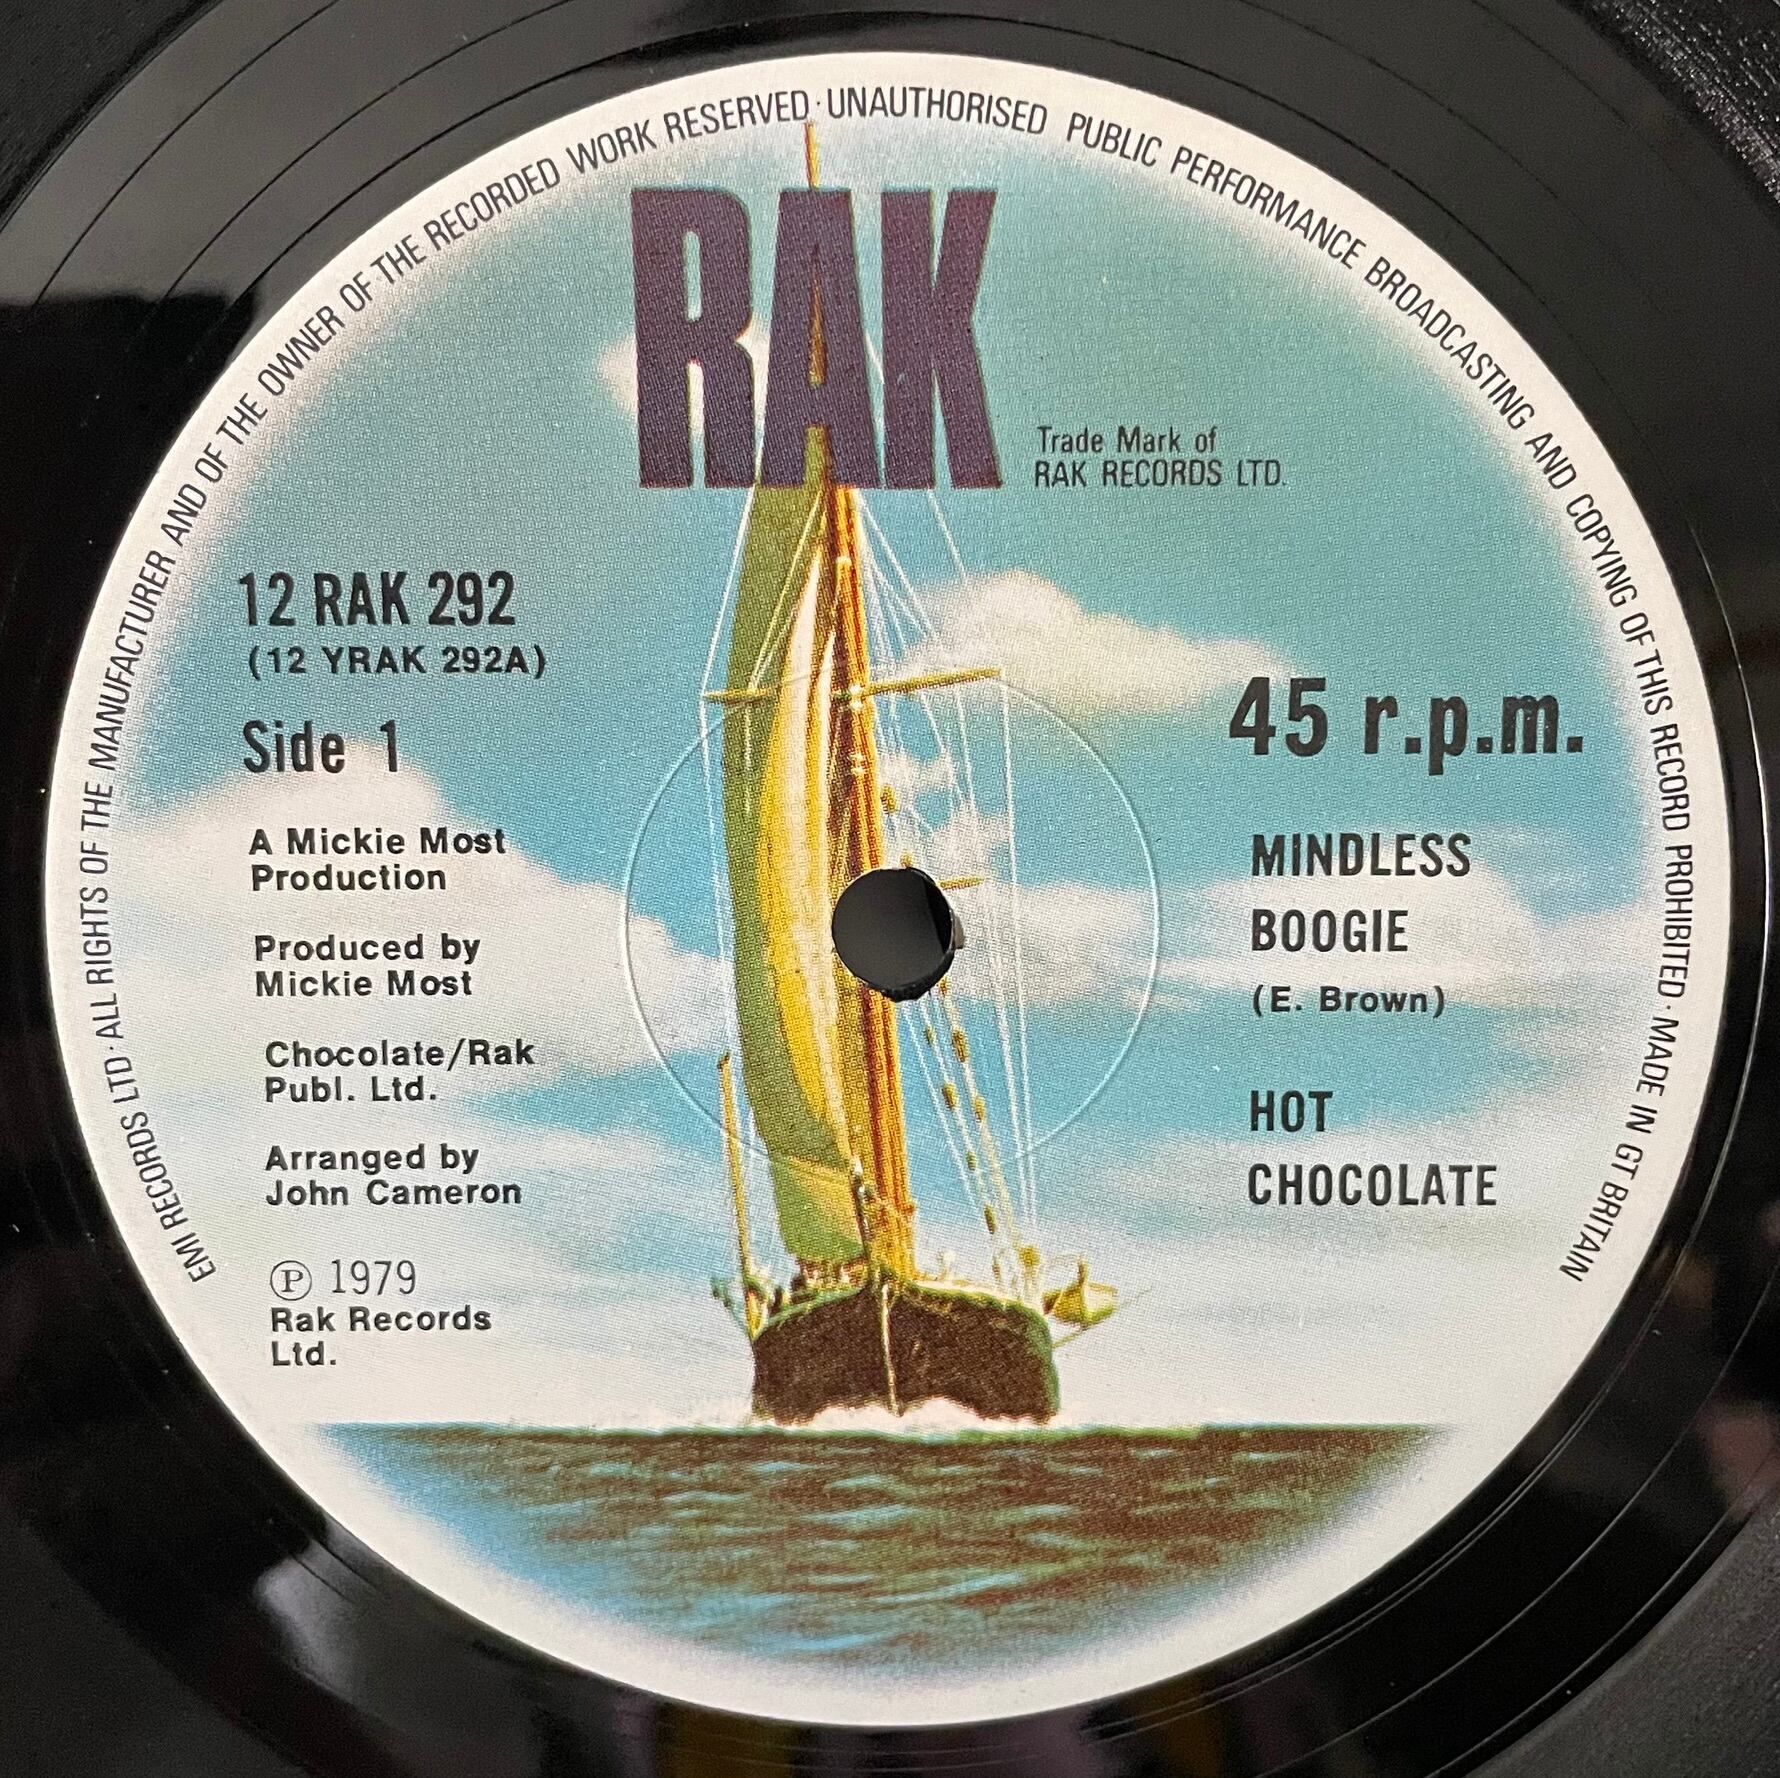 EMI RECORDS LTD · ALL RIGHTS OF THE MANUFACTURER AND OF THE OWNER OF THE RECORDED WORK RESERVED · UNAUTHORISED PUBLIC PERFORMANCE BROADCASTING AND COPYING OF THIS RECORD PROHIBITED · MADE IN GT BRITAIN
RAK
Trade Mark of
RAK RECORDS LTD.
12 RAK 292
(12 YRAK 292A)
Side 1
A Mickie Most
Production
Produced by
Mickie Most
Chocolate/Rak
Publ. Ltd.
Arranged by
John Cameron
℗ 1979
Rak Records
Ltd.
45 r.p.m.
MINDLESS
BOOGIE
(E. Brown)
HOT
CHOCOLATE